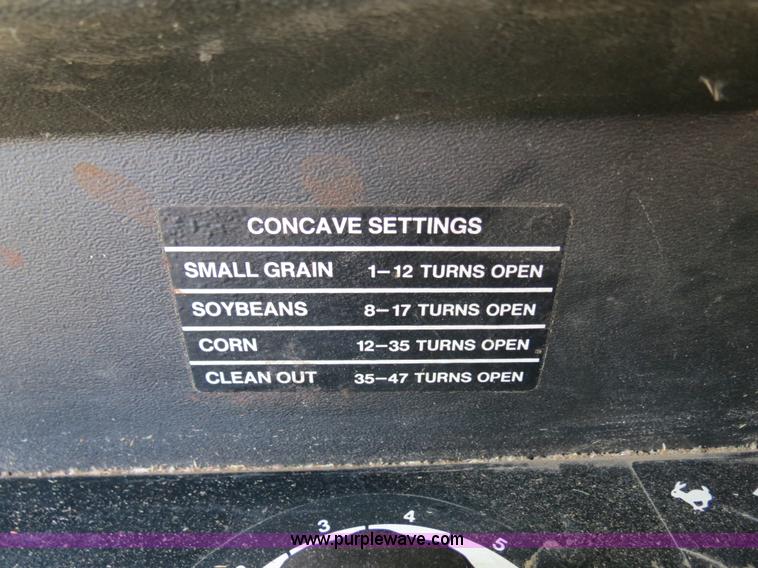 CONCAVE SETTINGS
SMALL GRAIN 1–12 TURNS OPEN
SOYBEANS 8–17 TURNS OPEN
CORN 12–35 TURNS OPEN
CLEAN OUT 35–47 TURNS OPEN
3 4 5
www.purplewave.com